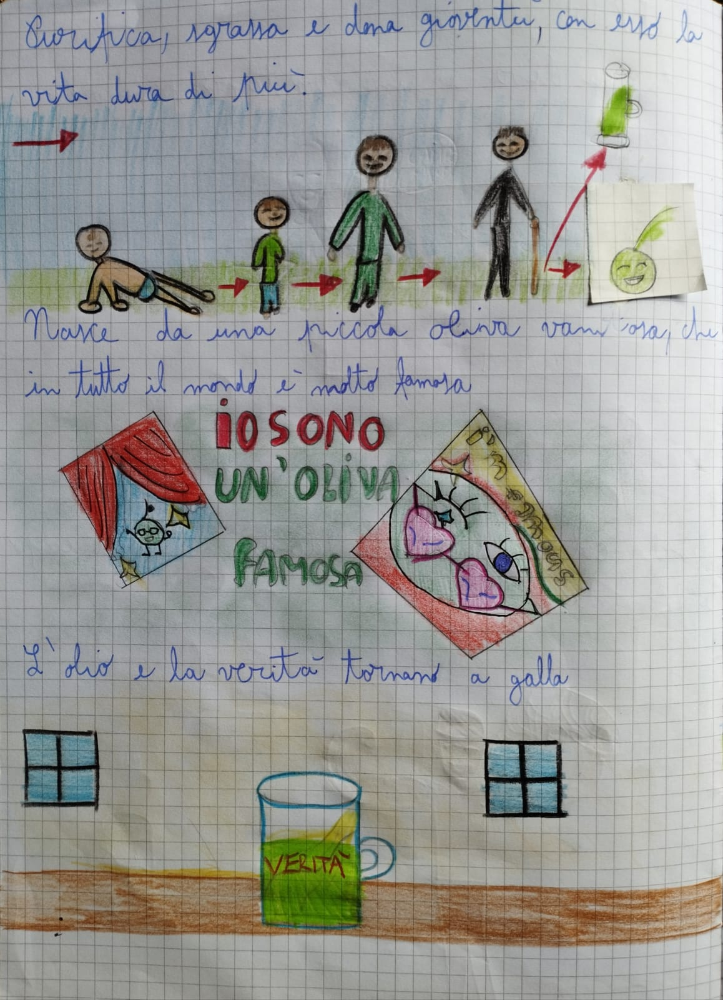 Purifica, sgrassa e dona gioventù, con esso la
vita dura di più.
Nasce da una piccola oliva vanitosa, che
in tutto il mondo è molto famosa
iO SONO
UN'OLiVA
FAMOSA
i'm famous
L'olio e la verità tornano a galla
VERITÀ